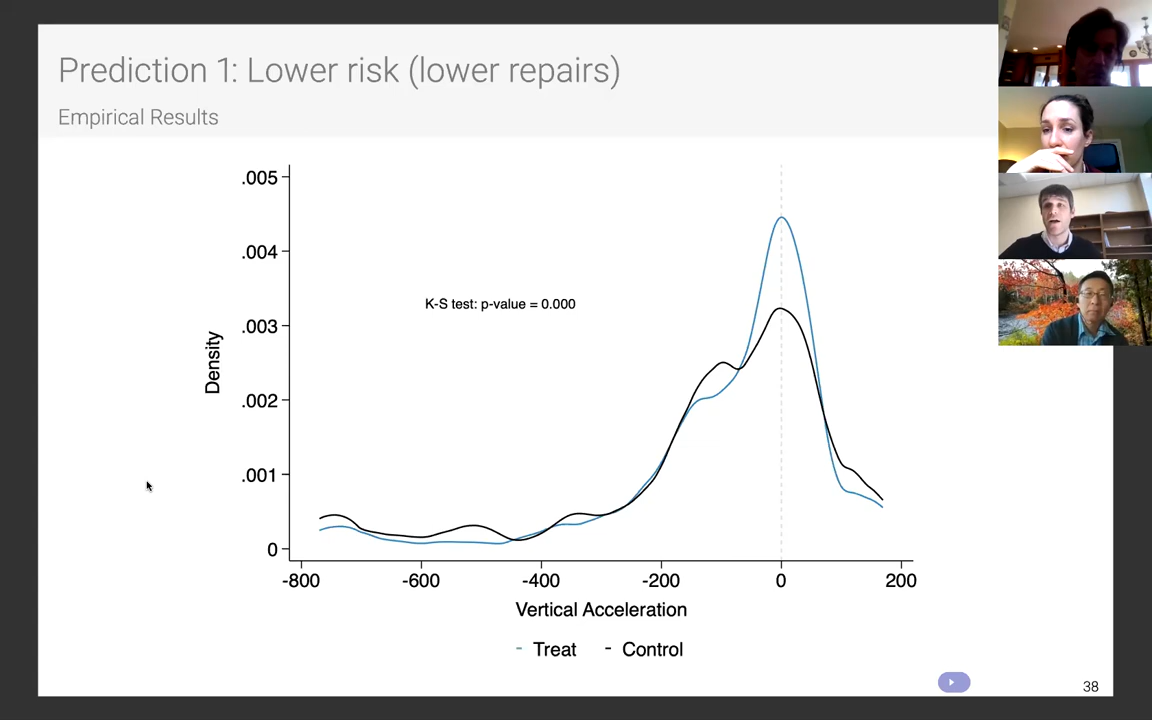 Prediction 1: Lower risk (lower repairs)
Empirical Results
.005
.004
K-S test: p-value = 0.000
.003
Density
.002
.001
0
-800 -600 -400 -200 0 200
Vertical Acceleration
Treat Control
38